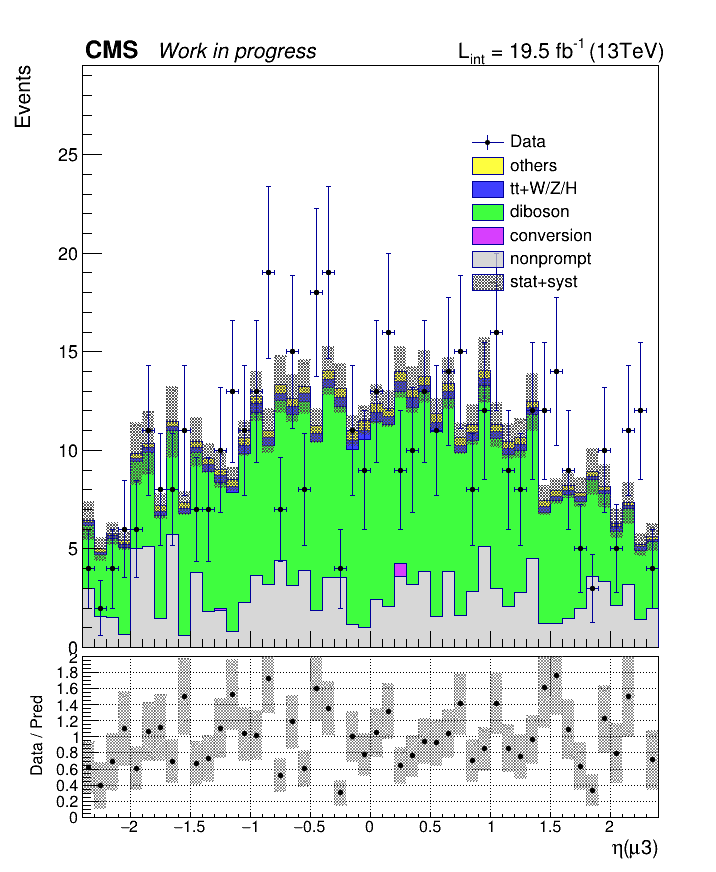 CMS Work in progress L_int = 19.5 fb⁻¹ (13TeV)
Events
25
20
15
10
5
0
Data
others
tt+W/Z/H
diboson
conversion
nonprompt
stat+syst
Data / Pred
2
1.8
1.6
1.4
1.2
1
0.8
0.6
0.4
0.2
0
−2 −1.5 −1 −0.5 0 0.5 1 1.5 2
η(μ3)